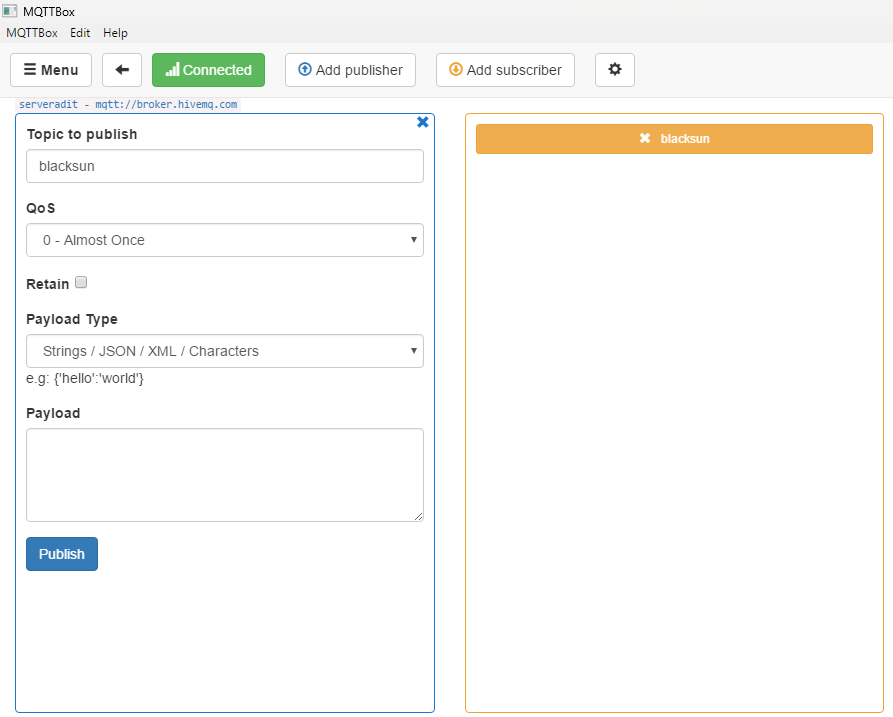 MQTTBox
MQTTBox Edit Help
Menu Connected Add publisher Add subscriber
serveradit - mqtt://broker.hivemq.com
Topic to publish
blacksun
QoS
0 - Almost Once
Retain
Payload Type
Strings / JSON / XML / Characters
e.g: {'hello':'world'}
Payload
Publish
blacksun